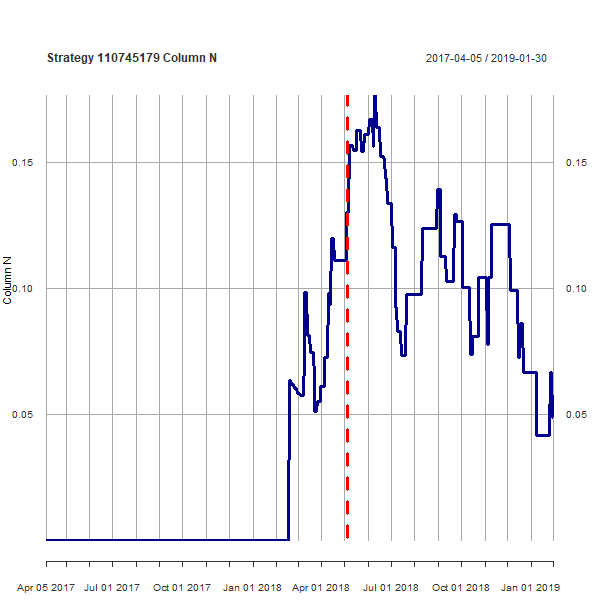 Strategy 110745179 Column N
2017-04-05 / 2019-01-30
0.15
0.15
0.10
0.10
0.05
0.05
Column N
Apr 05 2017
Jul 01 2017
Oct 01 2017
Jan 01 2018
Apr 01 2018
Jul 01 2018
Oct 01 2018
Jan 01 2019